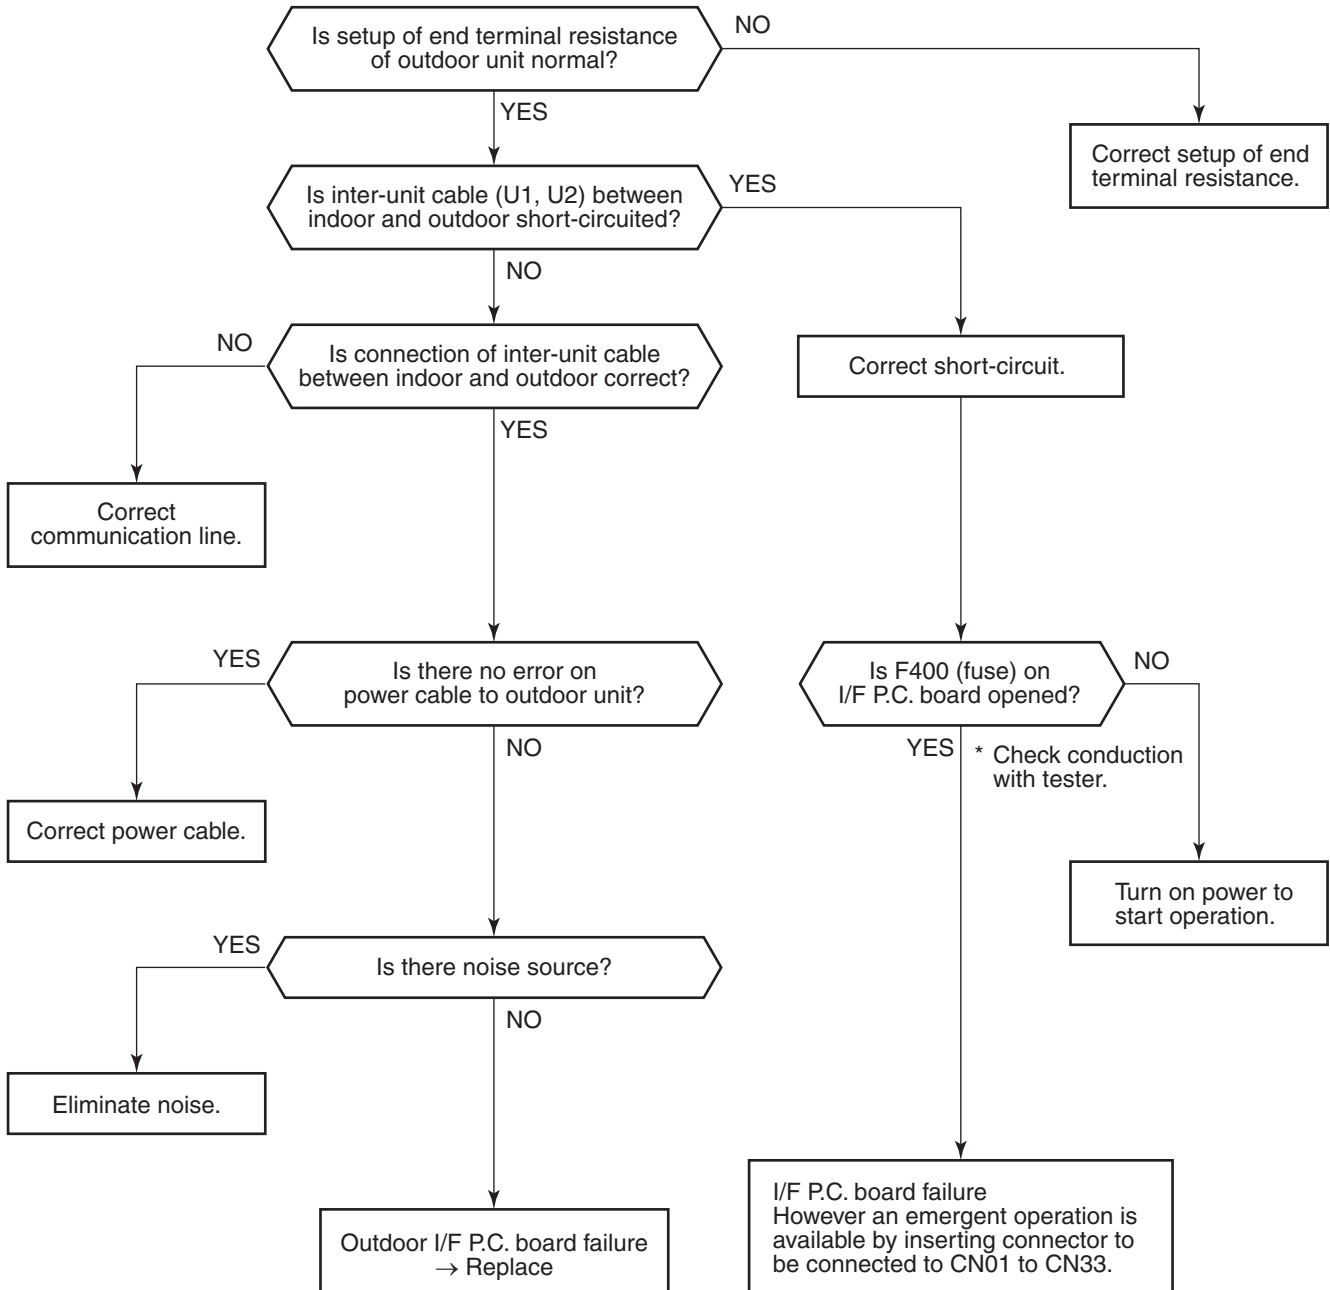 Is setup of end terminal resistance
of outdoor unit normal?
NO
YES
Correct setup of end
terminal resistance.
Is inter-unit cable (U1, U2) between
indoor and outdoor short-circuited?
YES
NO
NO
Is connection of inter-unit cable
between indoor and outdoor correct?
Correct short-circuit.
YES
Correct
communication line.
YES
Is there no error on
power cable to outdoor unit?
Is F400 (fuse) on
I/F P.C. board opened?
NO
NO
YES
* Check conduction
with tester.
Correct power cable.
Turn on power to
start operation.
YES
Is there noise source?
NO
Eliminate noise.
Outdoor I/F P.C. board failure
→ Replace
I/F P.C. board failure
However an emergent operation is
available by inserting connector to
be connected to CN01 to CN33.